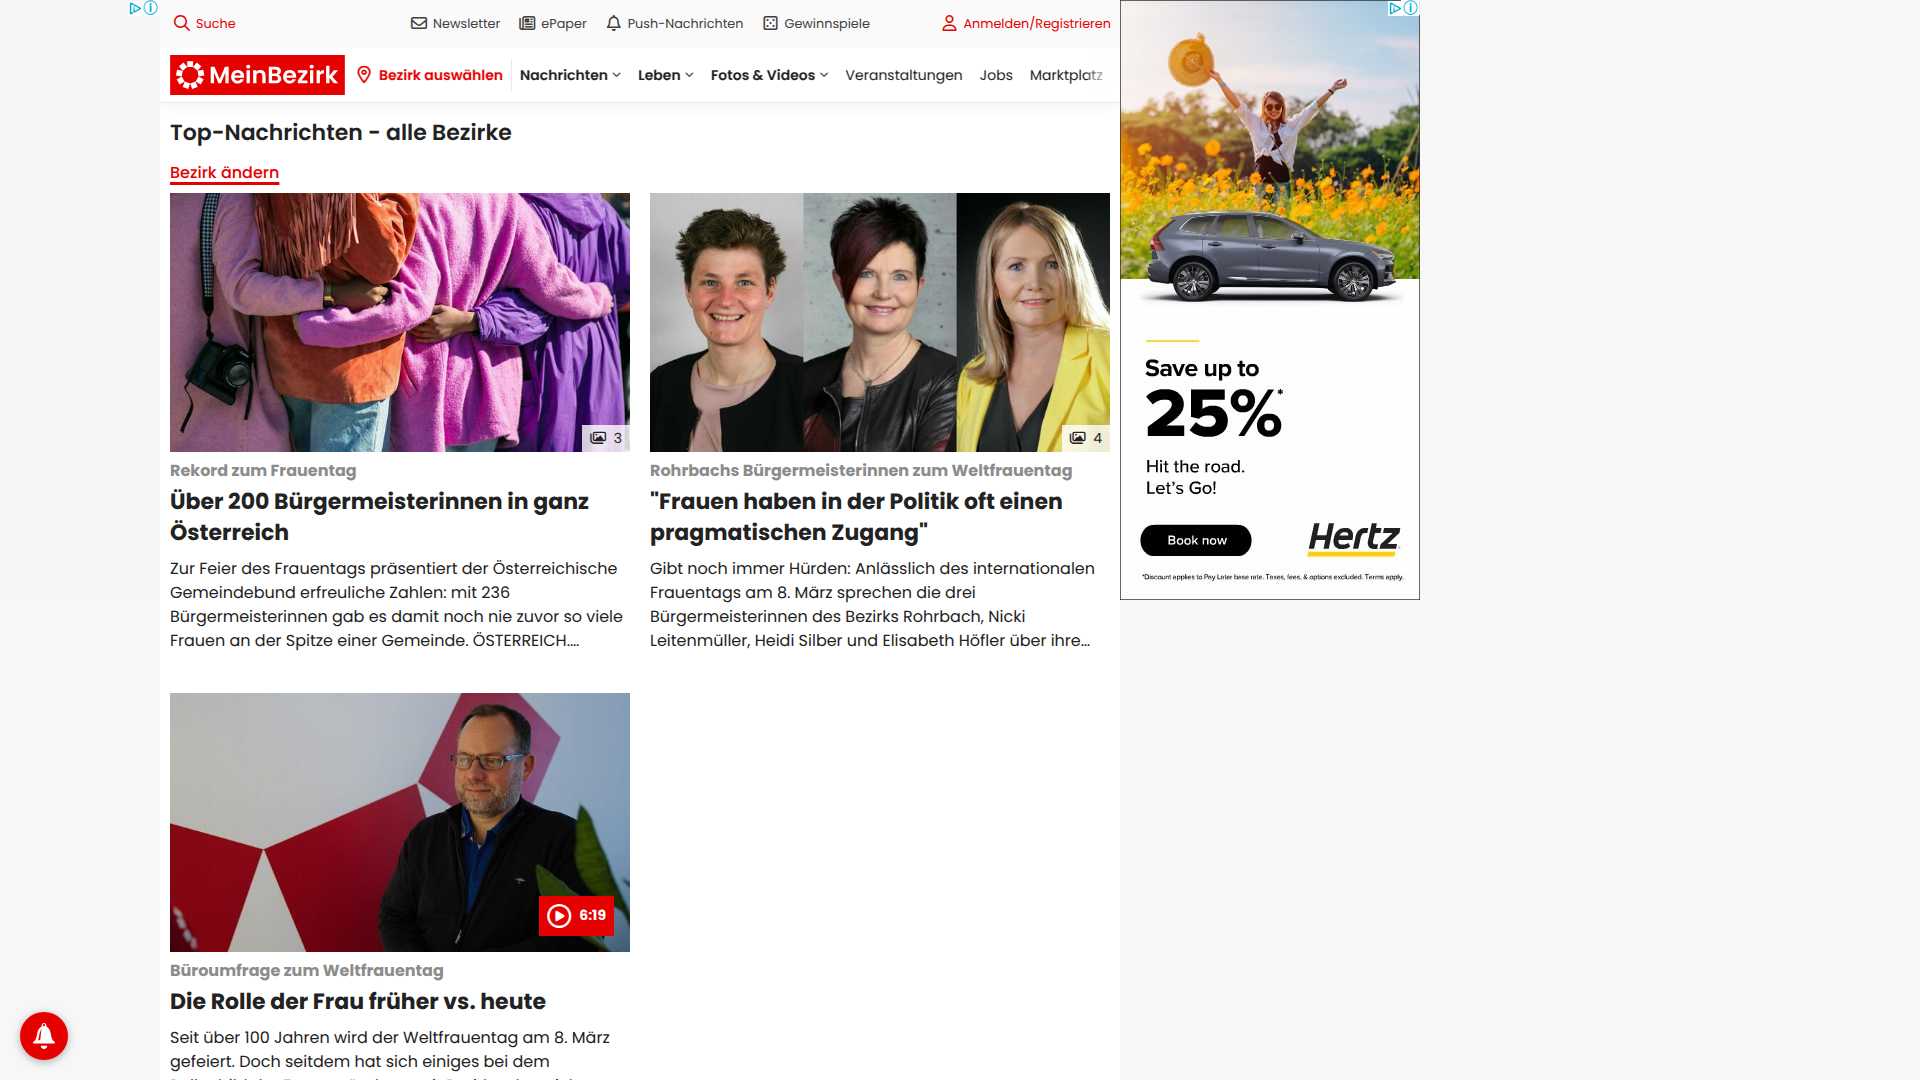 Suche
Newsletter
ePaper
Push-Nachrichten
Gewinnspiele
Anmelden/Registrieren
MeinBezirk
Bezirk auswählen
Nachrichten
Leben
Fotos & Videos
Veranstaltungen
Jobs
Marktplatz
Top-Nachrichten - alle Bezirke
Bezirk ändern
3
Rekord zum Frauentag
Über 200 Bürgermeisterinnen in ganz
Österreich
Zur Feier des Frauentags präsentiert der Österreichische
Gemeindebund erfreuliche Zahlen: mit 236
Bürgermeisterinnen gab es damit noch nie zuvor so viele
Frauen an der Spitze einer Gemeinde. ÖSTERREICH....
4
Rohrbachs Bürgermeisterinnen zum Weltfrauentag
"Frauen haben in der Politik oft einen
pragmatischen Zugang"
Gibt noch immer Hürden: Anlässlich des internationalen
Frauentags am 8. März sprechen die drei
Bürgermeisterinnen des Bezirks Rohrbach, Nicki
Leitenmüller, Heidi Silber und Elisabeth Höfler über ihre...
6:19
Büroumfrage zum Weltfrauentag
Die Rolle der Frau früher vs. heute
Seit über 100 Jahren wird der Weltfrauentag am 8. März
gefeiert. Doch seitdem hat sich einiges bei dem
Save up to
25%*
Hit the road.
Let's Go!
Book now
Hertz
*Discount applies to Pay Later base rate. Taxes, fees, & options excluded. Terms apply.